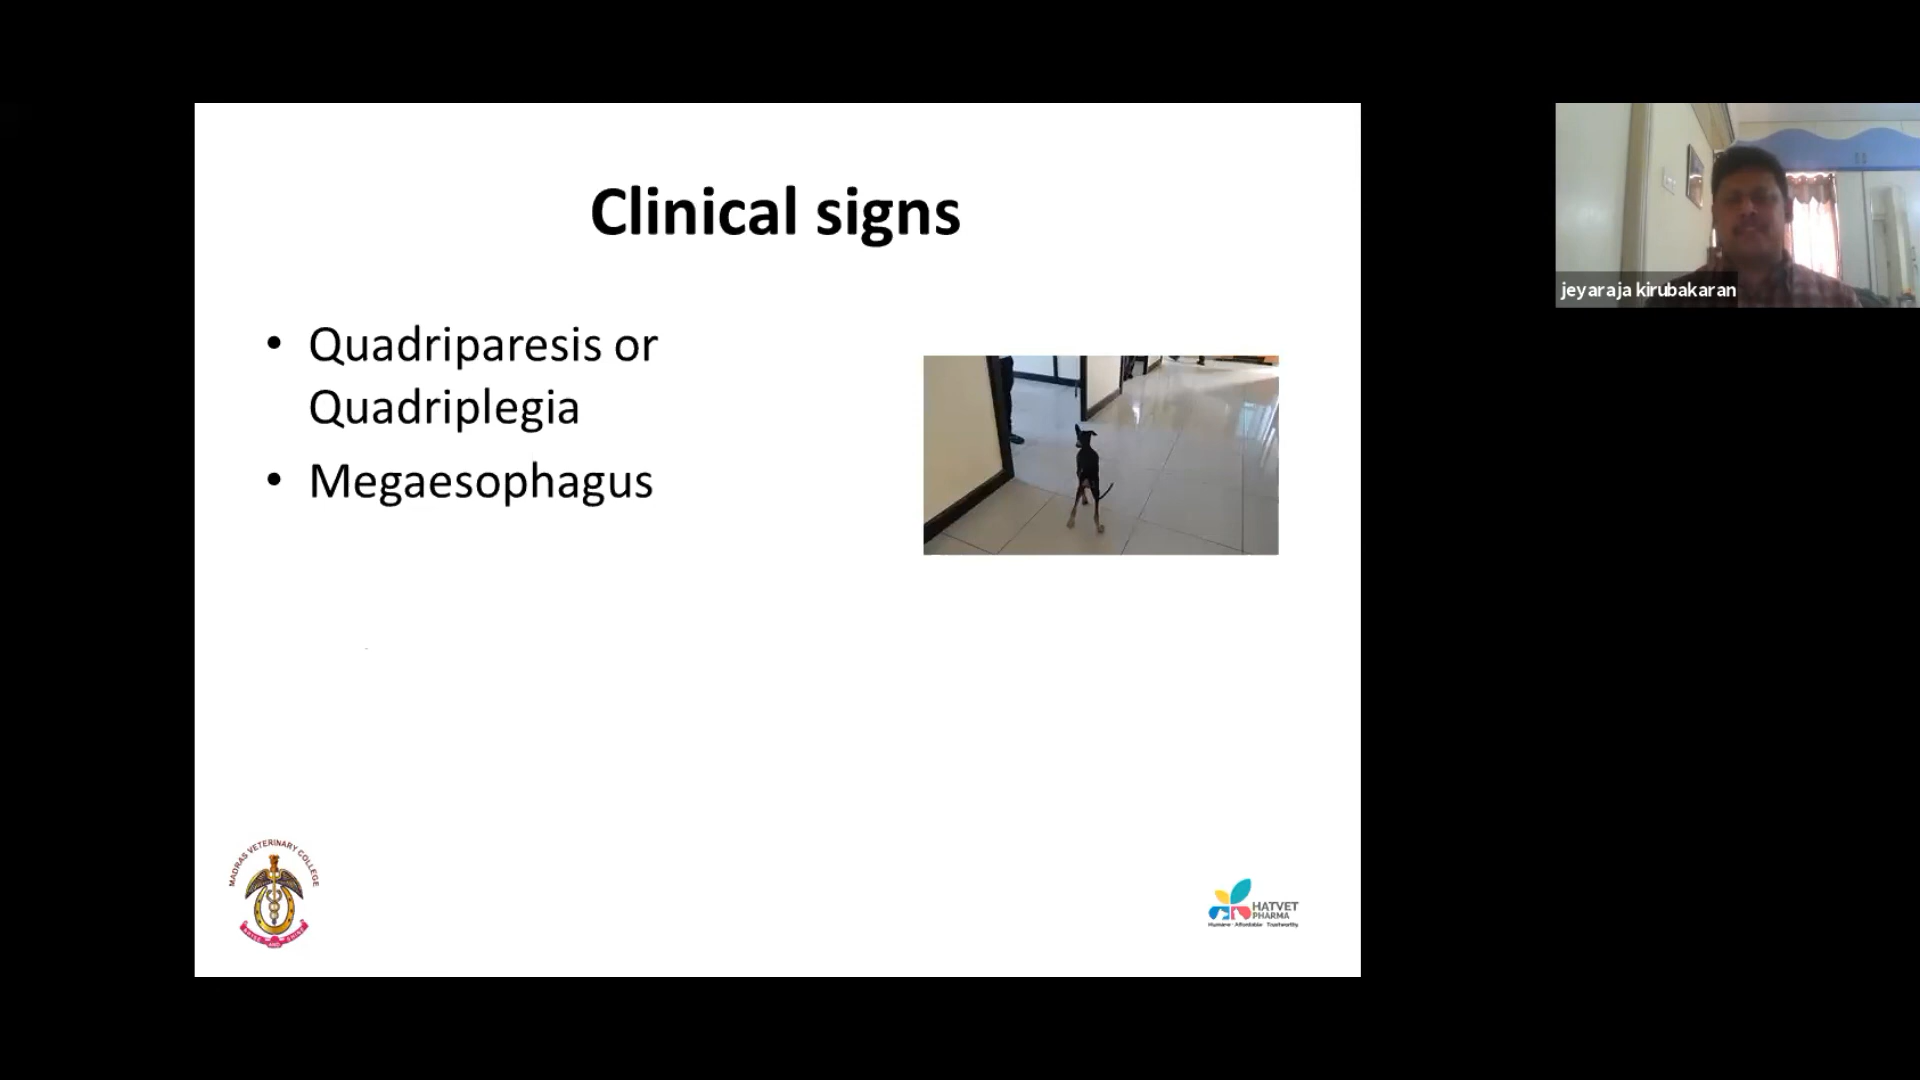 Clinical signs
• Quadriparesis or
Quadriplegia
• Megaesophagus
jeyaraja kirubakaran
MADRAS VETERINARY COLLEGE
HATVET
PHARMA
Humane · Affordable · Trustworthy